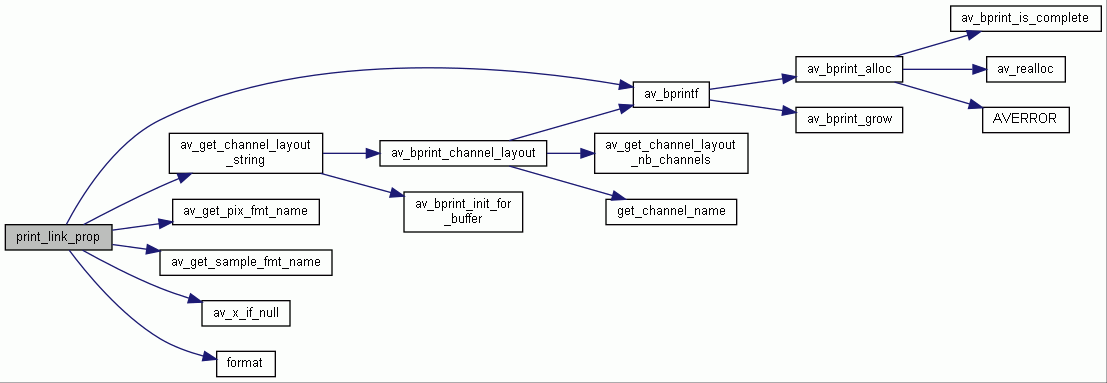 av_bprint_is_complete
av_bprint_alloc
av_realloc
av_bprintf
av_bprint_grow
AVERROR
av_get_channel_layout
_string
av_bprint_channel_layout
av_get_channel_layout
_nb_channels
av_get_pix_fmt_name
av_bprint_init_for
_buffer
get_channel_name
print_link_prop
av_get_sample_fmt_name
av_x_if_null
format